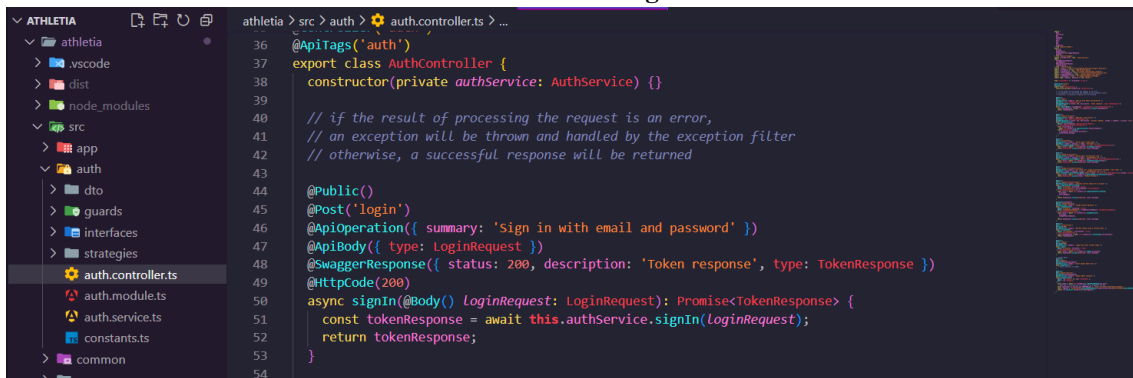 ATHLETIA
athletia
.vscode
dist
node_modules
src
app
auth
dto
guards
interfaces
strategies
auth.controller.ts
auth.module.ts
auth.service.ts
constants.ts
common
athletia > src > auth > auth.controller.ts > ...
36 @ApiTags('auth')
37 export class AuthController {
38 constructor(private authService: AuthService) {}
39
40 // if the result of processing the request is an error,
41 // an exception will be thrown and handled by the exception filter
42 // otherwise, a successful response will be returned
43
44 @Public()
45 @Post('login')
46 @ApiOperation({ summary: 'Sign in with email and password' })
47 @ApiBody({ type: LoginRequest })
48 @SwaggerResponse({ status: 200, description: 'Token response', type: TokenResponse })
49 @HttpCode(200)
50 async signIn(@Body() loginRequest: LoginRequest): Promise<TokenResponse> {
51 const tokenResponse = await this.authService.signIn(loginRequest);
52 return tokenResponse;
53 }
54